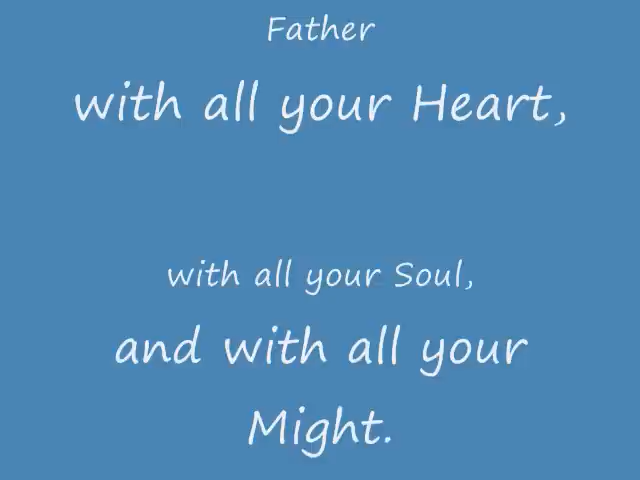 Father
with all your Heart,
with all your Soul,
and with all your
Might.